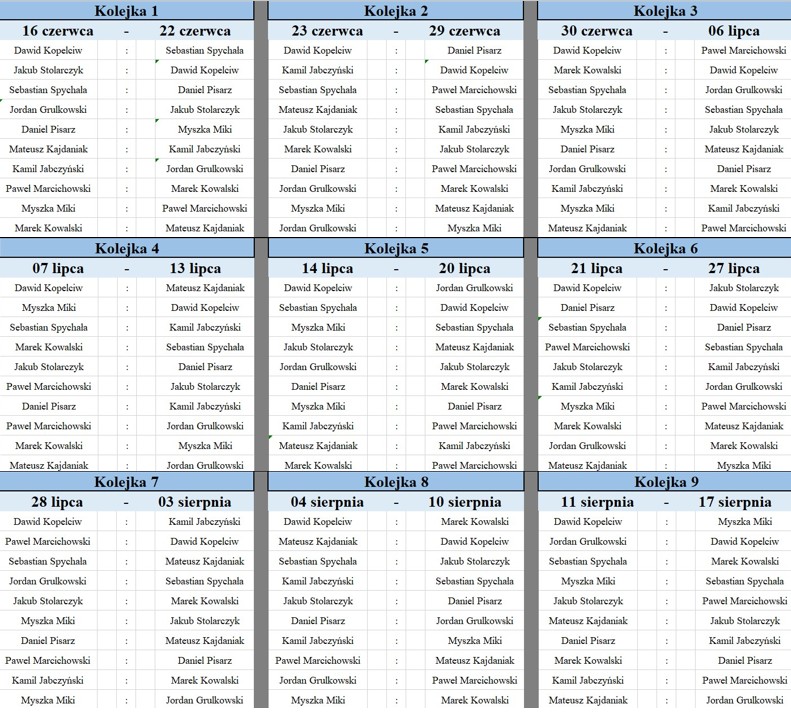 Kolejka 1 Kolejka 2 Kolejka 3
16 czerwca - 22 czerwca 23 czerwca - 29 czerwca 30 czerwca - 06 lipca
Dawid Kopelciw : Sebastian Spychała Dawid Kopelciw : Daniel Pisarz Dawid Kopelciw : Paweł Marcichowski
Jakub Stolarczyk : Dawid Kopelciw Kamil Jabczyński : Dawid Kopelciw Marek Kowalski : Dawid Kopelciw
Sebastian Spychała : Daniel Pisarz Sebastian Spychała : Paweł Marcichowski Sebastian Spychała : Jordan Grulkowski
Jordan Grulkowski : Jakub Stolarczyk Mateusz Kajdaniak : Sebastian Spychała Jakub Stolarczyk : Sebastian Spychała
Daniel Pisarz : Myszka Miki Jakub Stolarczyk : Kamil Jabczyński Myszka Miki : Jakub Stolarczyk
Mateusz Kajdaniak : Kamil Jabczyński Marek Kowalski : Jakub Stolarczyk Daniel Pisarz : Mateusz Kajdaniak
Kamil Jabczyński : Jordan Grulkowski Daniel Pisarz : Paweł Marcichowski Jordan Grulkowski : Daniel Pisarz
Paweł Marcichowski : Marek Kowalski Jordan Grulkowski : Marek Kowalski Kamil Jabczyński : Marek Kowalski
Myszka Miki : Paweł Marcichowski Myszka Miki : Mateusz Kajdaniak Myszka Miki : Kamil Jabczyński
Marek Kowalski : Mateusz Kajdaniak Jordan Grulkowski : Myszka Miki Mateusz Kajdaniak : Paweł Marcichowski
Kolejka 4 Kolejka 5 Kolejka 6
07 lipca - 13 lipca 14 lipca - 20 lipca 21 lipca - 27 lipca
Dawid Kopelciw : Mateusz Kajdaniak Dawid Kopelciw : Jordan Grulkowski Dawid Kopelciw : Jakub Stolarczyk
Myszka Miki : Dawid Kopelciw Sebastian Spychała : Dawid Kopelciw Daniel Pisarz : Dawid Kopelciw
Sebastian Spychała : Kamil Jabczyński Myszka Miki : Sebastian Spychała Sebastian Spychała : Daniel Pisarz
Marek Kowalski : Sebastian Spychała Jakub Stolarczyk : Mateusz Kajdaniak Paweł Marcichowski : Sebastian Spychała
Jakub Stolarczyk : Daniel Pisarz Jordan Grulkowski : Jakub Stolarczyk Jakub Stolarczyk : Kamil Jabczyński
Paweł Marcichowski : Jakub Stolarczyk Daniel Pisarz : Marek Kowalski Kamil Jabczyński : Jordan Grulkowski
Daniel Pisarz : Kamil Jabczyński Myszka Miki : Daniel Pisarz Myszka Miki : Paweł Marcichowski
Paweł Marcichowski : Jordan Grulkowski Kamil Jabczyński : Paweł Marcichowski Marek Kowalski : Mateusz Kajdaniak
Marek Kowalski : Myszka Miki Mateusz Kajdaniak : Kamil Jabczyński Jordan Grulkowski : Marek Kowalski
Mateusz Kajdaniak : Jordan Grulkowski Marek Kowalski : Paweł Marcichowski Mateusz Kajdaniak : Myszka Miki
Kolejka 7 Kolejka 8 Kolejka 9
28 lipca - 03 sierpnia 04 sierpnia - 10 sierpnia 11 sierpnia - 17 sierpnia
Dawid Kopelciw : Kamil Jabczyński Dawid Kopelciw : Marek Kowalski Dawid Kopelciw : Myszka Miki
Paweł Marcichowski : Dawid Kopelciw Mateusz Kajdaniak : Dawid Kopelciw Jordan Grulkowski : Dawid Kopelciw
Sebastian Spychała : Mateusz Kajdaniak Sebastian Spychała : Jakub Stolarczyk Sebastian Spychała : Marek Kowalski
Jordan Grulkowski : Sebastian Spychała Kamil Jabczyński : Sebastian Spychała Myszka Miki : Sebastian Spychała
Jakub Stolarczyk : Marek Kowalski Jakub Stolarczyk : Daniel Pisarz Jakub Stolarczyk : Paweł Marcichowski
Myszka Miki : Jakub Stolarczyk Daniel Pisarz : Jordan Grulkowski Mateusz Kajdaniak : Jakub Stolarczyk
Daniel Pisarz : Mateusz Kajdaniak Kamil Jabczyński : Myszka Miki Daniel Pisarz : Kamil Jabczyński
Paweł Marcichowski : Daniel Pisarz Paweł Marcichowski : Mateusz Kajdaniak Marek Kowalski : Daniel Pisarz
Kamil Jabczyński : Marek Kowalski Jordan Grulkowski : Paweł Marcichowski Kamil Jabczyński : Paweł Marcichowski
Myszka Miki : Jordan Grulkowski Myszka Miki : Marek Kowalski Mateusz Kajdaniak : Jordan Grulkowski